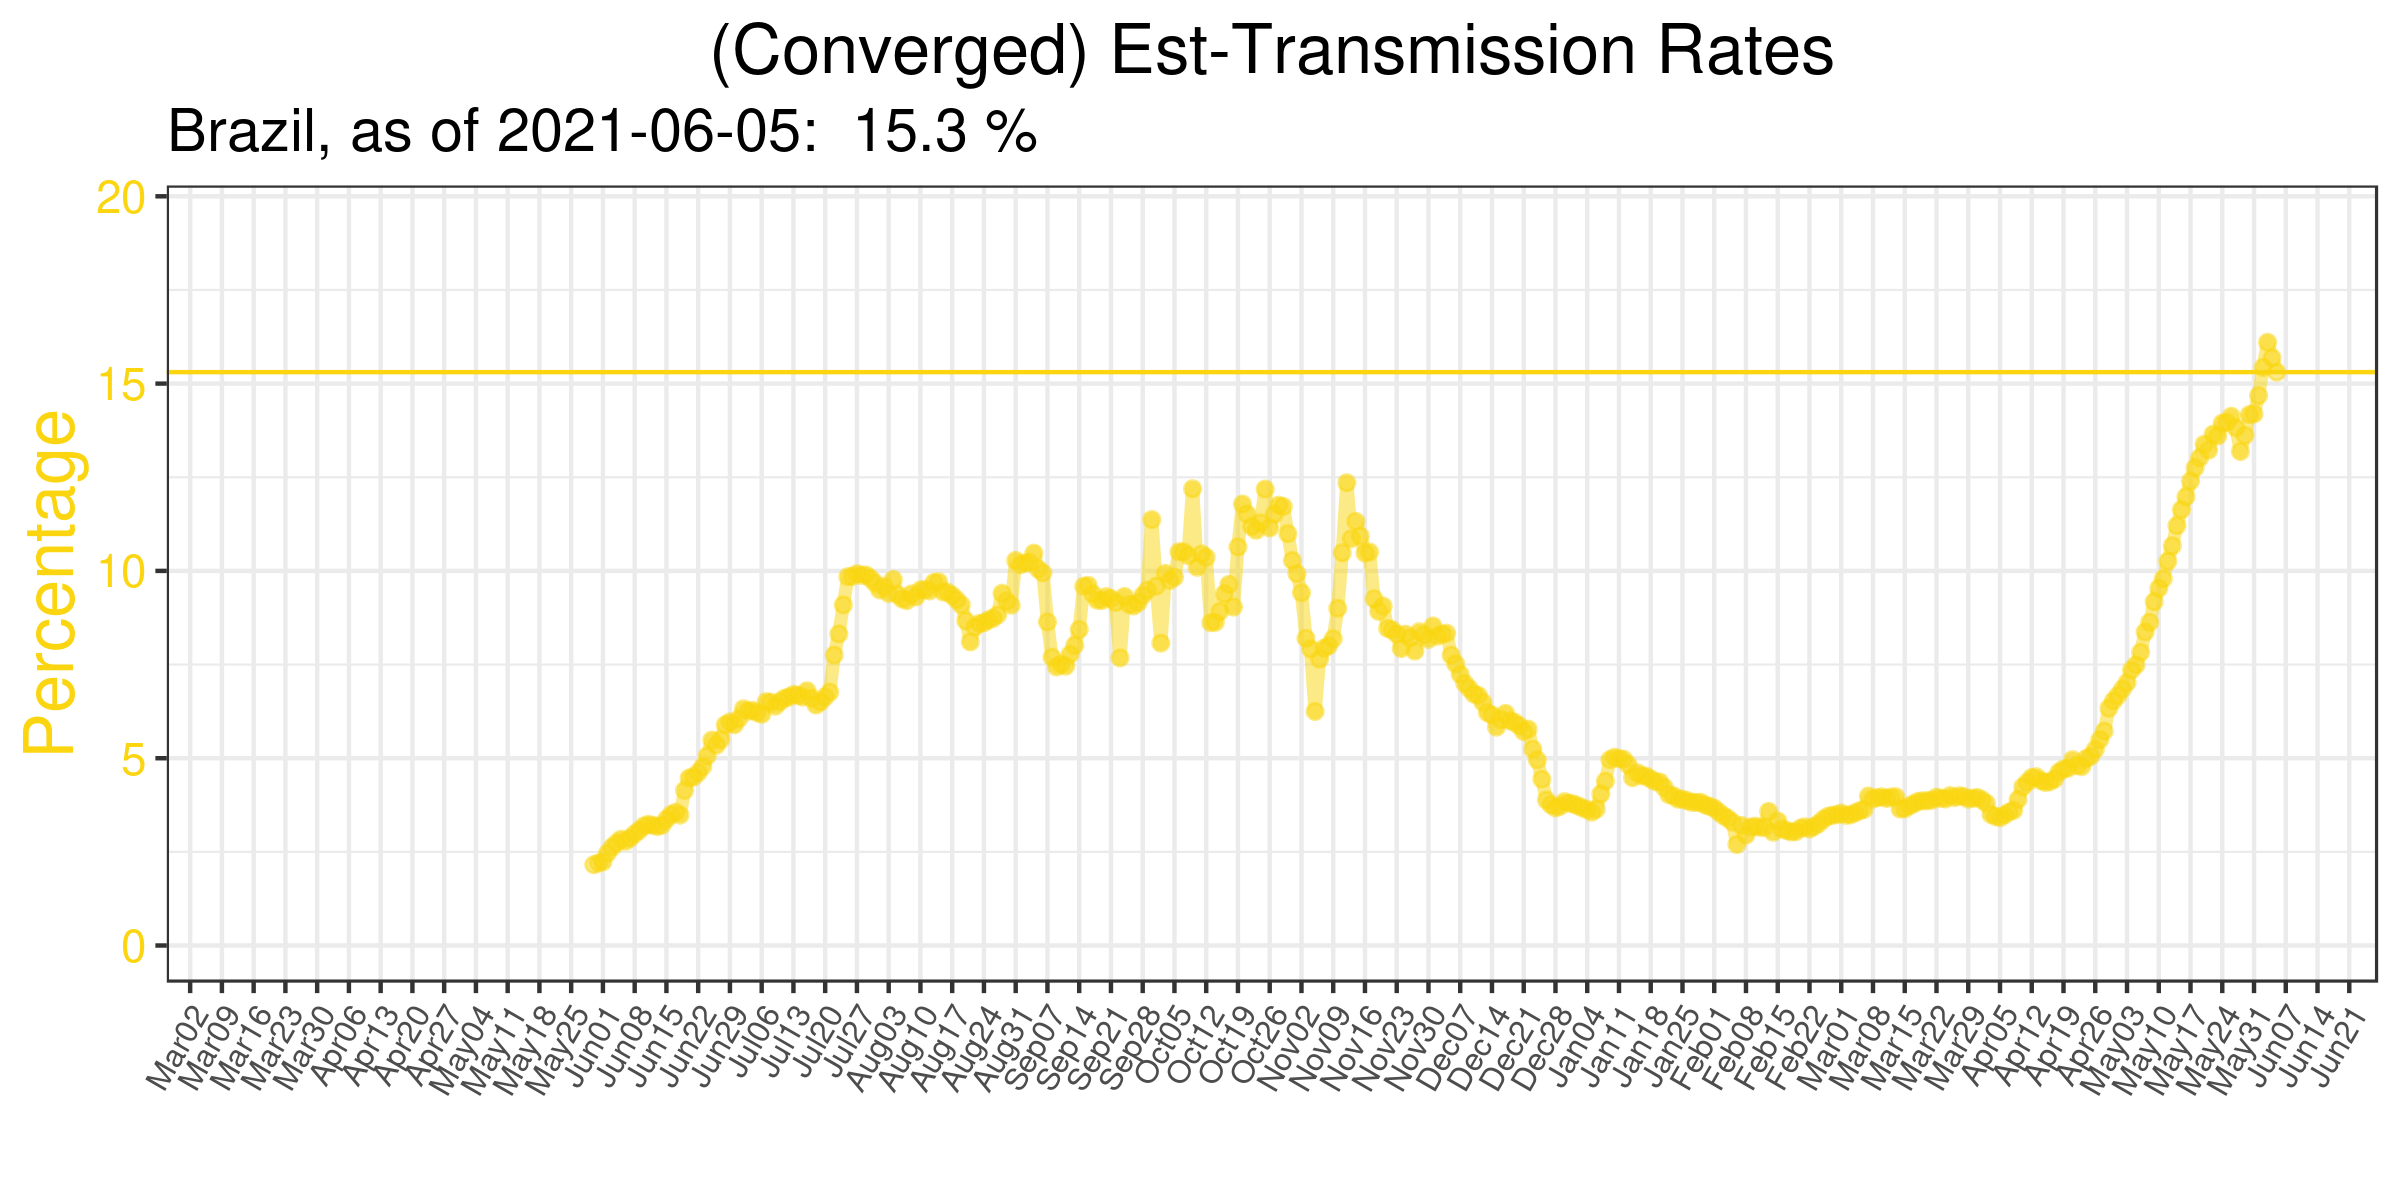 (Converged) Est-Transmission Rates
Brazil, as of 2021-06-05:  15.3 %
Percentage
20
15
10
5
0
Mar02
Mar09
Mar16
Mar23
Mar30
Apr06
Apr13
Apr20
Apr27
May04
May11
May18
May25
Jun01
Jun08
Jun15
Jun22
Jun29
Jul06
Jul13
Jul20
Jul27
Aug03
Aug10
Aug17
Aug24
Aug31
Sep07
Sep14
Sep21
Sep28
Oct05
Oct12
Oct19
Oct26
Nov02
Nov09
Nov16
Nov23
Nov30
Dec07
Dec14
Dec21
Dec28
Jan04
Jan11
Jan18
Jan25
Feb01
Feb08
Feb15
Feb22
Mar01
Mar08
Mar15
Mar22
Mar29
Apr05
Apr12
Apr19
Apr26
May03
May10
May17
May24
May31
Jun07
Jun14
Jun21